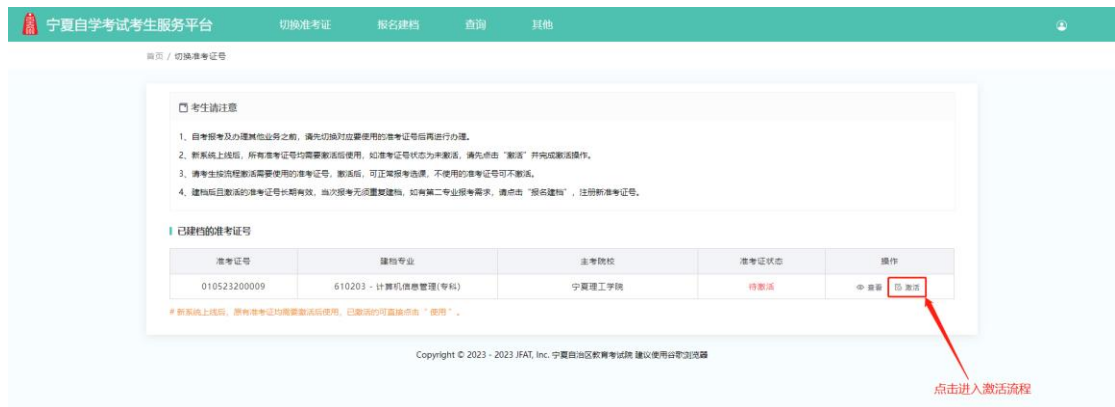 宁夏自学考试考生服务平台 切换准考证 报名建档 查询 其他
首页 / 切换准考证号
考生请注意
1、自考报考及办理其他业务之前，请先切换对应要使用的准考证号后再进行办理。
2、新系统上线后，所有准考证号均需要激活后使用，如准考证号状态为未激活，请先点击“激活”并完成激活操作。
3、请考生按流程激活需要使用的准考证号，激活后，可正常报考选课，不使用的准考证号可不激活。
4、建档后且激活的准考证号长期有效，当次报考无须重复建档，如有第二专业报考需求，请点击“报名建档”，注册新准考证号。
已建档的准考证号
准考证号 建档专业 主考院校 准考证状态 操作
010523200009 610203 - 计算机信息管理(专科) 宁夏理工学院 待激活 查看 激活
# 新系统上线后，原有准考证均需要激活后使用，已激活的可直接点击“ 使用 ”。
Copyright © 2023 - 2023 JFAT, Inc. 宁夏自治区教育考试院 建议使用谷歌浏览器
点击进入激活流程